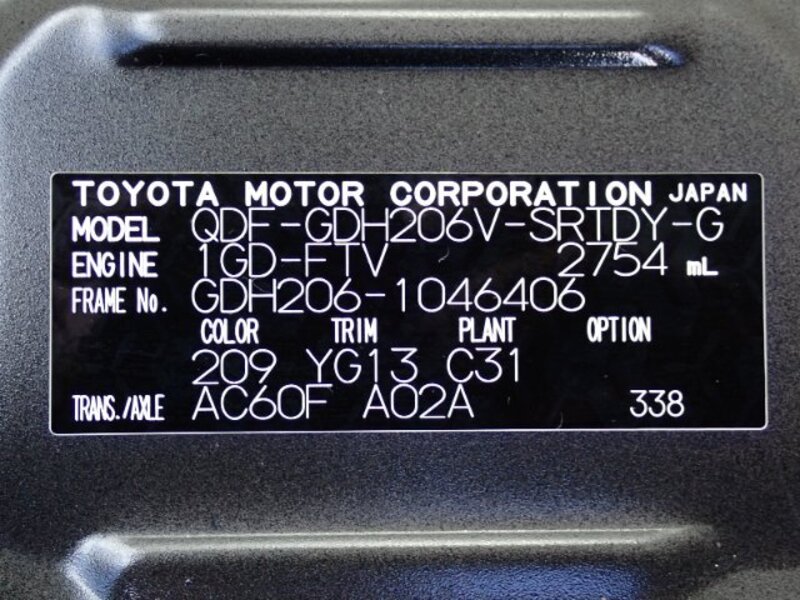 TOYOTA MOTOR CORPORATION JAPAN
MODEL QDF-GDH206V-SRTDY-G
ENGINE 1GD-FTV 2754 mL
FRAME No. GDH206-1046406
COLOR TRIM PLANT OPTION
209 YG13 C31
TRANS./AXLE AC60F A02A 338